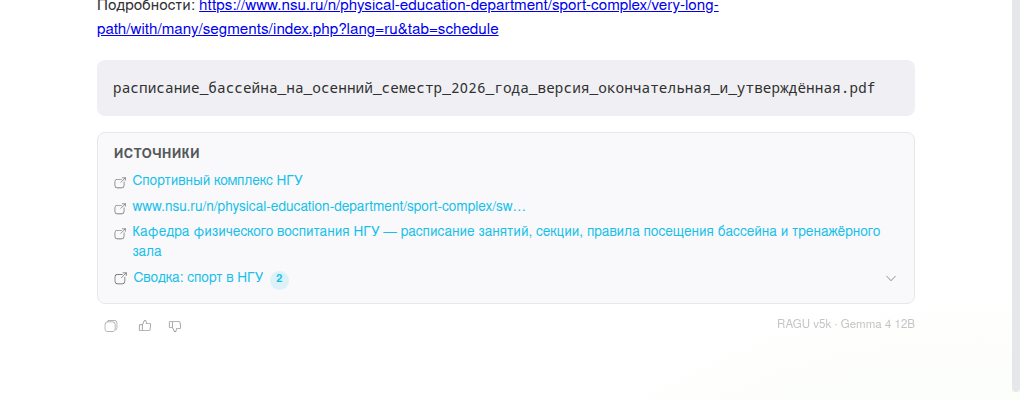 Подробности: https://www.nsu.ru/n/physical-education-department/sport-complex/very-long-
path/with/many/segments/index.php?lang=ru&tab=schedule
расписание_бассейна_на_осенний_семестр_2026_года_версия_окончательная_и_утверждённая.pdf
ИСТОЧНИКИ
Спортивный комплекс НГУ
www.nsu.ru/n/physical-education-department/sport-complex/sw…
Кафедра физического воспитания НГУ — расписание занятий, секции, правила посещения бассейна и тренажёрного
зала
Сводка: спорт в НГУ 2
RAGU v5k · Gemma 4 12B